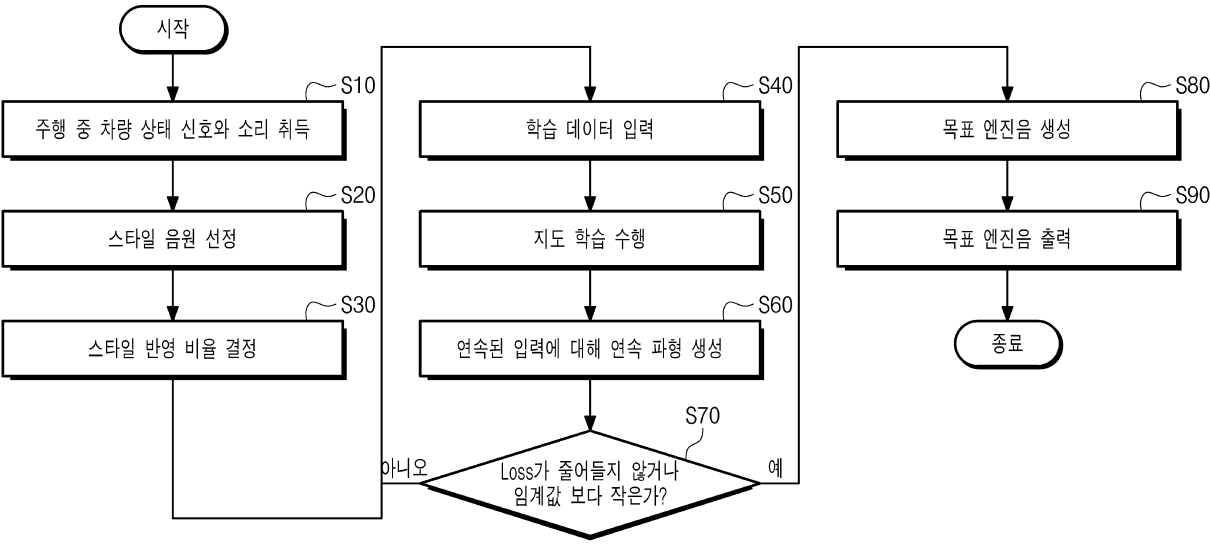 시작
S10
주행 중 차량 상태 신호와 소리 취득
S20
스타일 음원 선정
S30
스타일 반영 비율 결정
S40
학습 데이터 입력
S50
지도 학습 수행
S60
연속된 입력에 대해 연속 파형 생성
S70
Loss가 줄어들지 않거나
임계값 보다 작은가?
아니오
예
S80
목표 엔진음 생성
S90
목표 엔진음 출력
종료